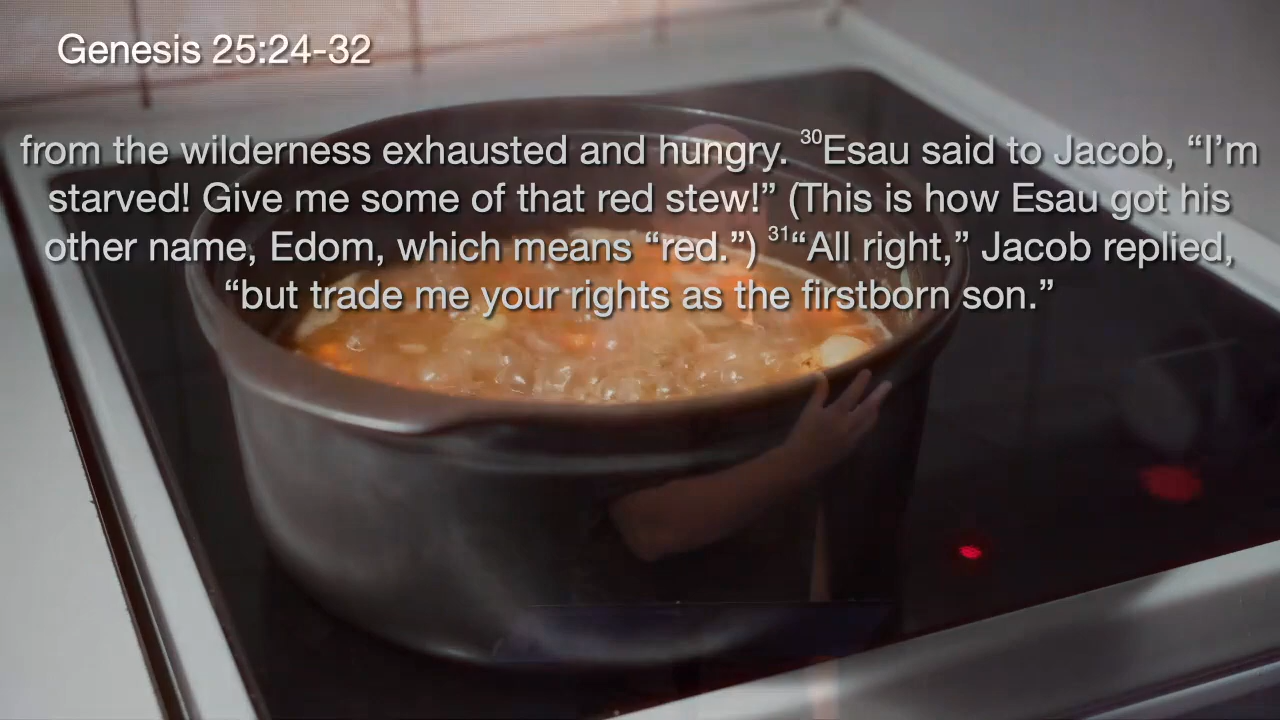 Genesis 25:24-32
from the wilderness exhausted and hungry. ³⁰Esau said to Jacob, “I’m
starved! Give me some of that red stew!” (This is how Esau got his
other name, Edom, which means “red.”) ³¹“All right,” Jacob replied,
“but trade me your rights as the firstborn son.”